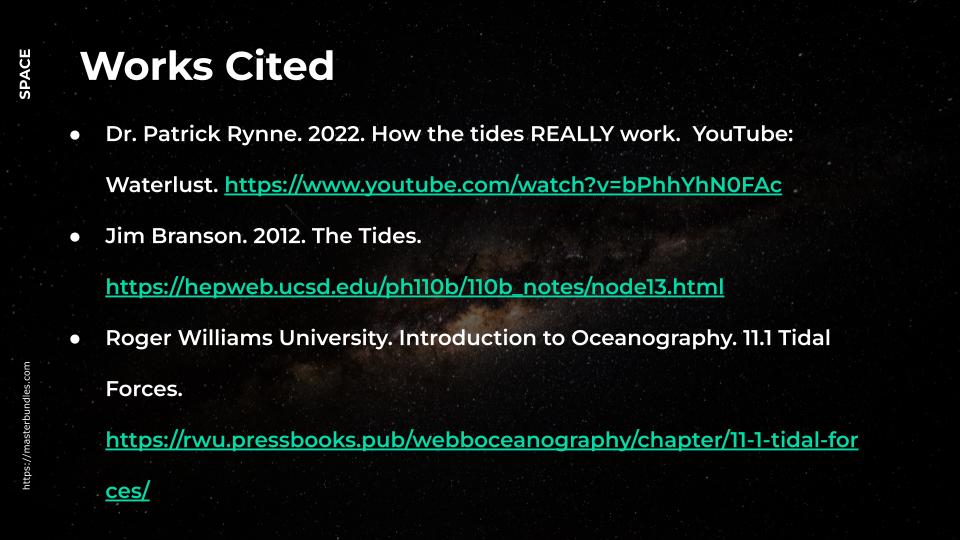 SPACE
Works Cited
● Dr. Patrick Rynne. 2022. How the tides REALLY work.  YouTube:
Waterlust. https://www.youtube.com/watch?v=bPhhYhN0FAc
● Jim Branson. 2012. The Tides.
https://hepweb.ucsd.edu/ph110b/110b_notes/node13.html
● Roger Williams University. Introduction to Oceanography. 11.1 Tidal
Forces.
https://rwu.pressbooks.pub/webboceanography/chapter/11-1-tidal-for
ces/
https://masterbundles.com